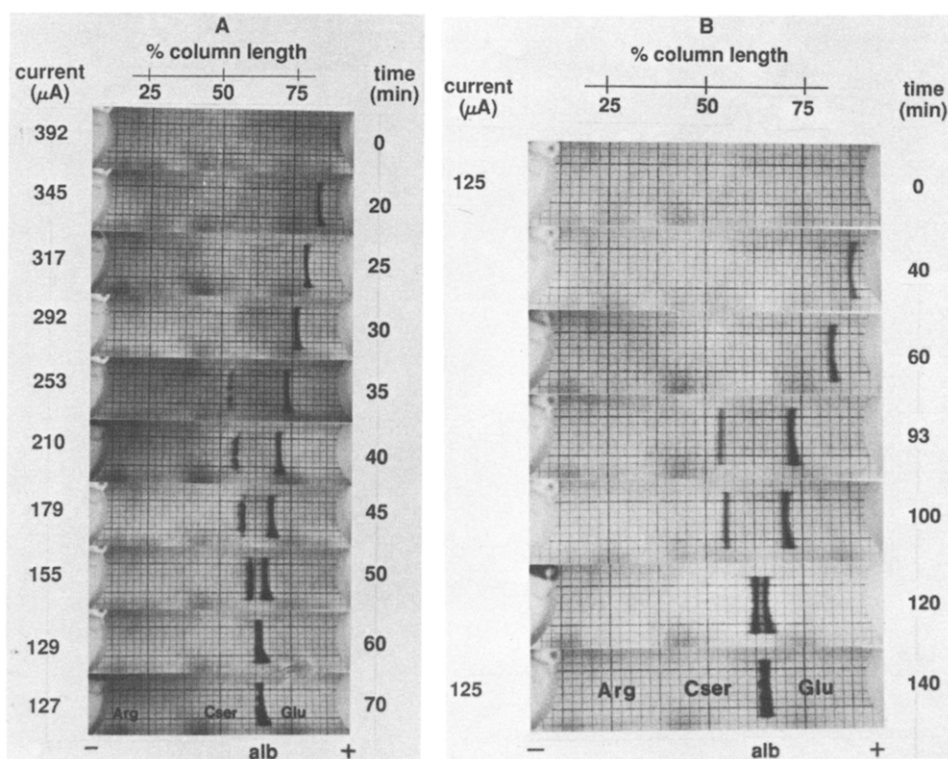 A
% column length
current
(μA)
25 50 75
time
(min)
392 0
345 20
317 25
292 30
253 35
210 40
179 45
155 50
129 60
127 Arg Cser Glu 70
− alb +
B
% column length
current
(μA)
25 50 75
time
(min)
125 0
40
60
93
100
120
125 Arg Cser Glu 140
− alb +